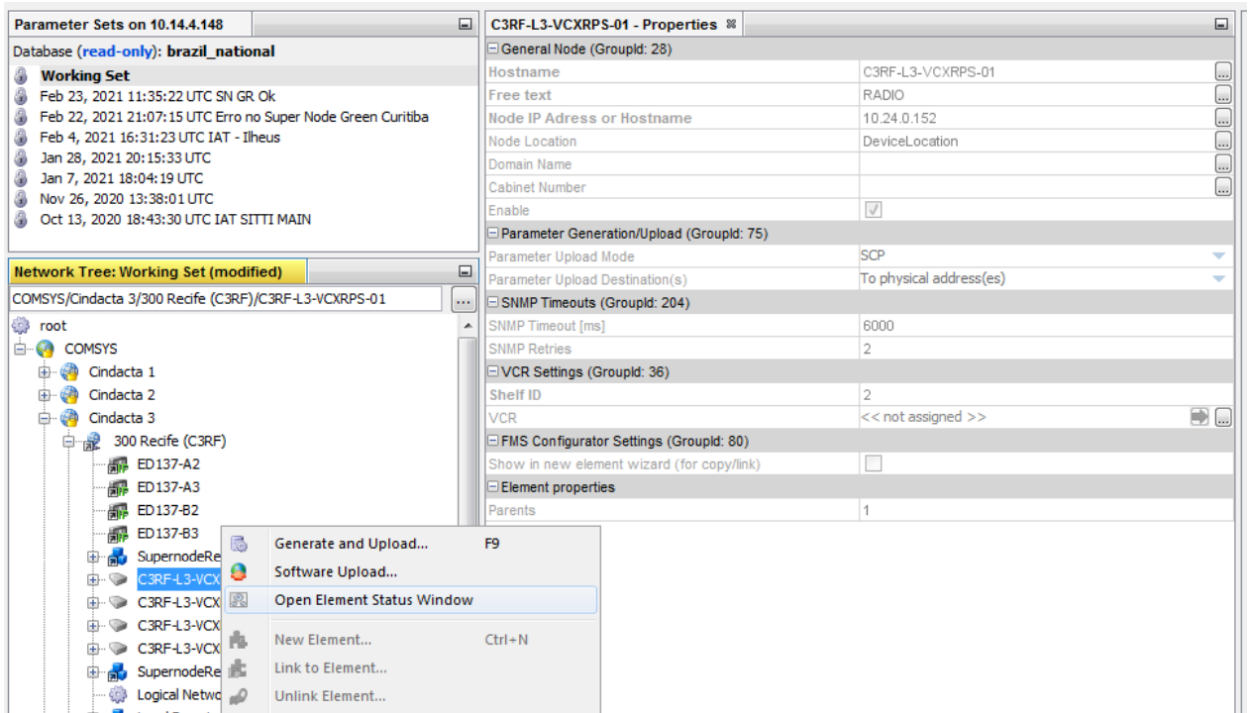 Parameter Sets on 10.14.4.148
Database (read-only): brazil_national
Working Set
Feb 23, 2021 11:35:22 UTC SN GR Ok
Feb 22, 2021 21:07:15 UTC Erro no Super Node Green Curitiba
Feb 4, 2021 16:31:23 UTC IAT - Ilheus
Jan 28, 2021 20:15:33 UTC
Jan 7, 2021 18:04:19 UTC
Nov 26, 2020 13:38:01 UTC
Oct 13, 2020 18:43:30 UTC IAT SITTI MAIN
Network Tree: Working Set (modified)
COMSYS/Cindacta 3/300 Recife (C3RF)/C3RF-L3-VCXRPS-01 ...
root
COMSYS
Cindacta 1
Cindacta 2
Cindacta 3
300 Recife (C3RF)
ED137-A2
ED137-A3
ED137-B2
ED137-B3
SupernodeRe
C3RF-L3-VCX
C3RF-L3-VCX
C3RF-L3-VCX
C3RF-L3-VCX
SupernodeRe
Logical Netwo
Generate and Upload... F9
Software Upload...
Open Element Status Window
New Element... Ctrl+N
Link to Element...
Unlink Element...
C3RF-L3-VCXRPS-01 - Properties
General Node (GroupId: 28)
Hostname C3RF-L3-VCXRPS-01 ...
Free text RADIO ...
Node IP Adress or Hostname 10.24.0.152 ...
Node Location DeviceLocation ...
Domain Name ...
Cabinet Number ...
Enable
Parameter Generation/Upload (GroupId: 75)
Parameter Upload Mode SCP
Parameter Upload Destination(s) To physical address(es)
SNMP Timeouts (GroupId: 204)
SNMP Timeout [ms] 6000
SNMP Retries 2
VCR Settings (GroupId: 36)
Shelf ID 2
VCR << not assigned >> ...
FMS Configurator Settings (GroupId: 80)
Show in new element wizard (for copy/link)
Element properties
Parents 1